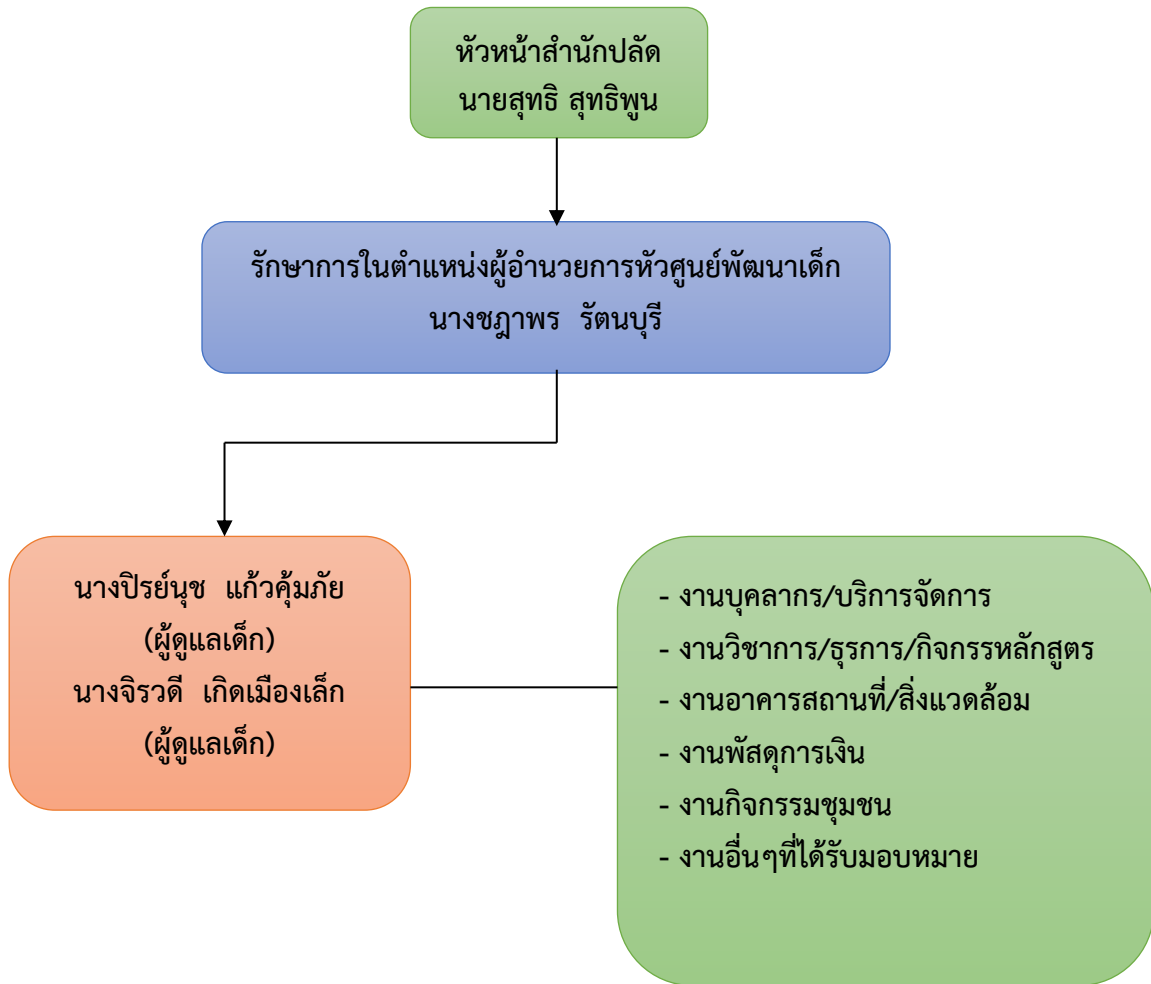 หัวหน้าสำนักปลัด
นายสุทธิ สุทธิพูน
รักษาการในตำแหน่งผู้อำนวยการหัวศูนย์พัฒนาเด็ก
นางชฎาพร  รัตนบุรี
นางปิรย์นุช  แก้วคุ้มภัย
(ผู้ดูแลเด็ก)
นางจิรวดี  เกิดเมืองเล็ก
(ผู้ดูแลเด็ก)
- งานบุคลากร/บริการจัดการ
- งานวิชาการ/ธุรการ/กิจกรรหลักสูตร
- งานอาคารสถานที่/สิ่งแวดล้อม
- งานพัสดุการเงิน
- งานกิจกรรมชุมชน
- งานอื่นๆที่ได้รับมอบหมาย